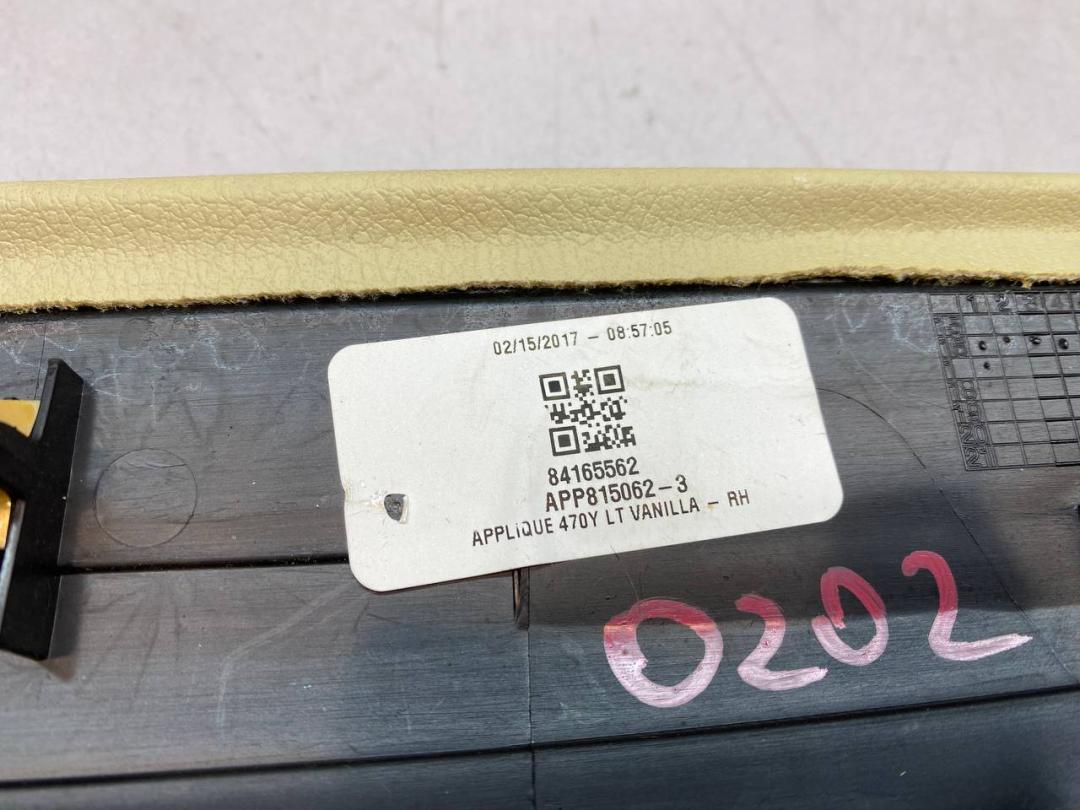 02/15/2017 - 08:57:05
84165562
APP815062-3
APPLIQUE 470Y LT VANILLA - RH
0202